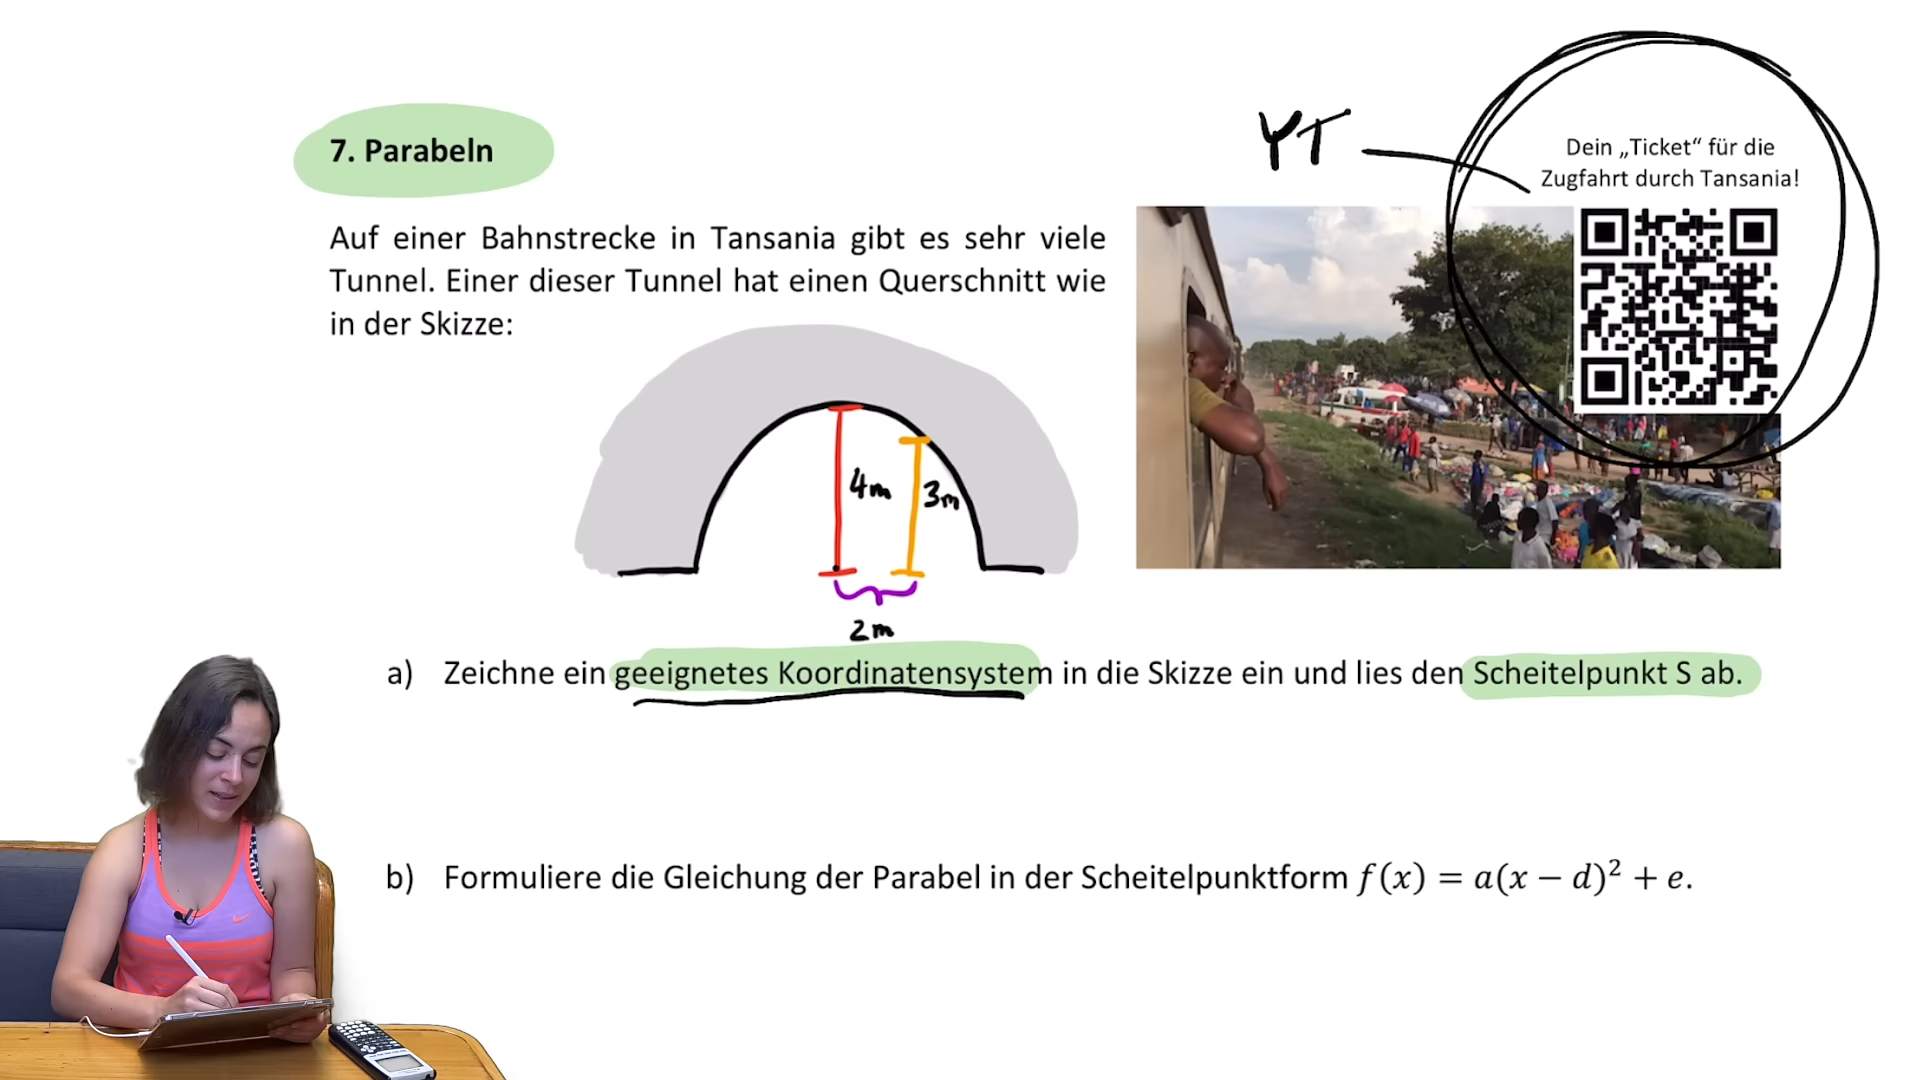 7. Parabeln
YT
Dein „Ticket“ für die
Zugfahrt durch Tansania!
Auf einer Bahnstrecke in Tansania gibt es sehr viele
Tunnel. Einer dieser Tunnel hat einen Querschnitt wie
in der Skizze:
4m
3m
2m
a) Zeichne ein geeignetes Koordinatensystem in die Skizze ein und lies den Scheitelpunkt S ab.
b) Formuliere die Gleichung der Parabel in der Scheitelpunktform f(x) = a(x − d)² + e.